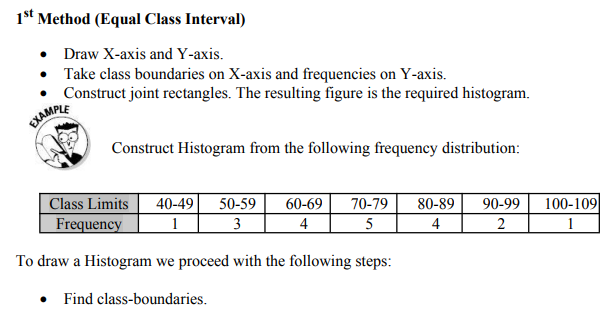 1st Method (Equal Class Interval)
• Draw X-axis and Y-axis.
• Take class boundaries on X-axis and frequencies on Y-axis.
• Construct joint rectangles. The resulting figure is the required histogram.
EXAMPLE
Construct Histogram from the following frequency distribution:
Class Limits 40-49 50-59 60-69 70-79 80-89 90-99 100-109
Frequency 1 3 4 5 4 2 1
To draw a Histogram we proceed with the following steps:
• Find class-boundaries.